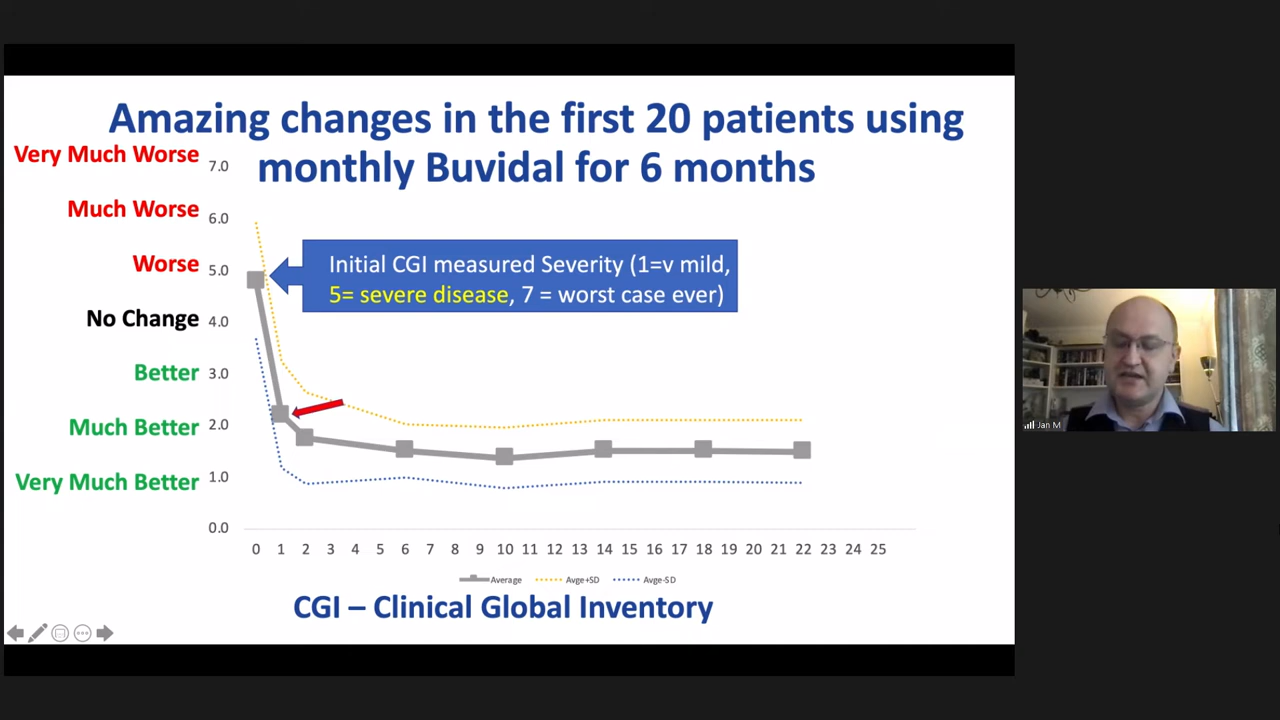 Amazing changes in the first 20 patients using
monthly Buvidal for 6 months
Very Much Worse 7.0
Much Worse 6.0
Worse 5.0
No Change 4.0
Better 3.0
Much Better 2.0
Very Much Better 1.0
0.0
Initial CGI measured Severity (1=v mild,
5= severe disease, 7 = worst case ever)
0 1 2 3 4 5 6 7 8 9 10 11 12 13 14 15 16 17 18 19 20 21 22 23 24 25
Average Avge+SD Avge-SD
CGI – Clinical Global Inventory
Jan M